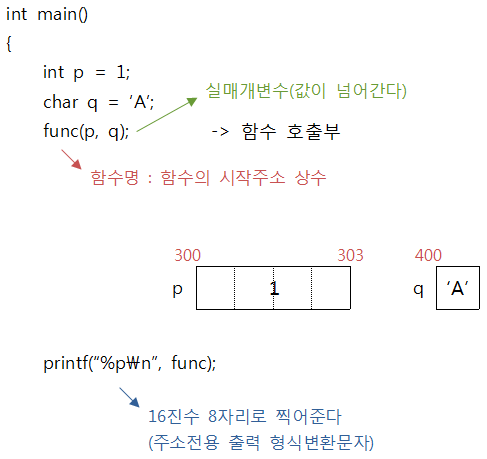 int main()
{
int p = 1;
char q = ‘A’;
실매개변수(값이 넘어간다)
func(p, q);    -> 함수 호출부
함수명 : 함수의 시작주소 상수
300 303 400
p 1 q ‘A’
printf(“%p₩n”, func);
16진수 8자리로 찍어준다
(주소전용 출력 형식변환문자)